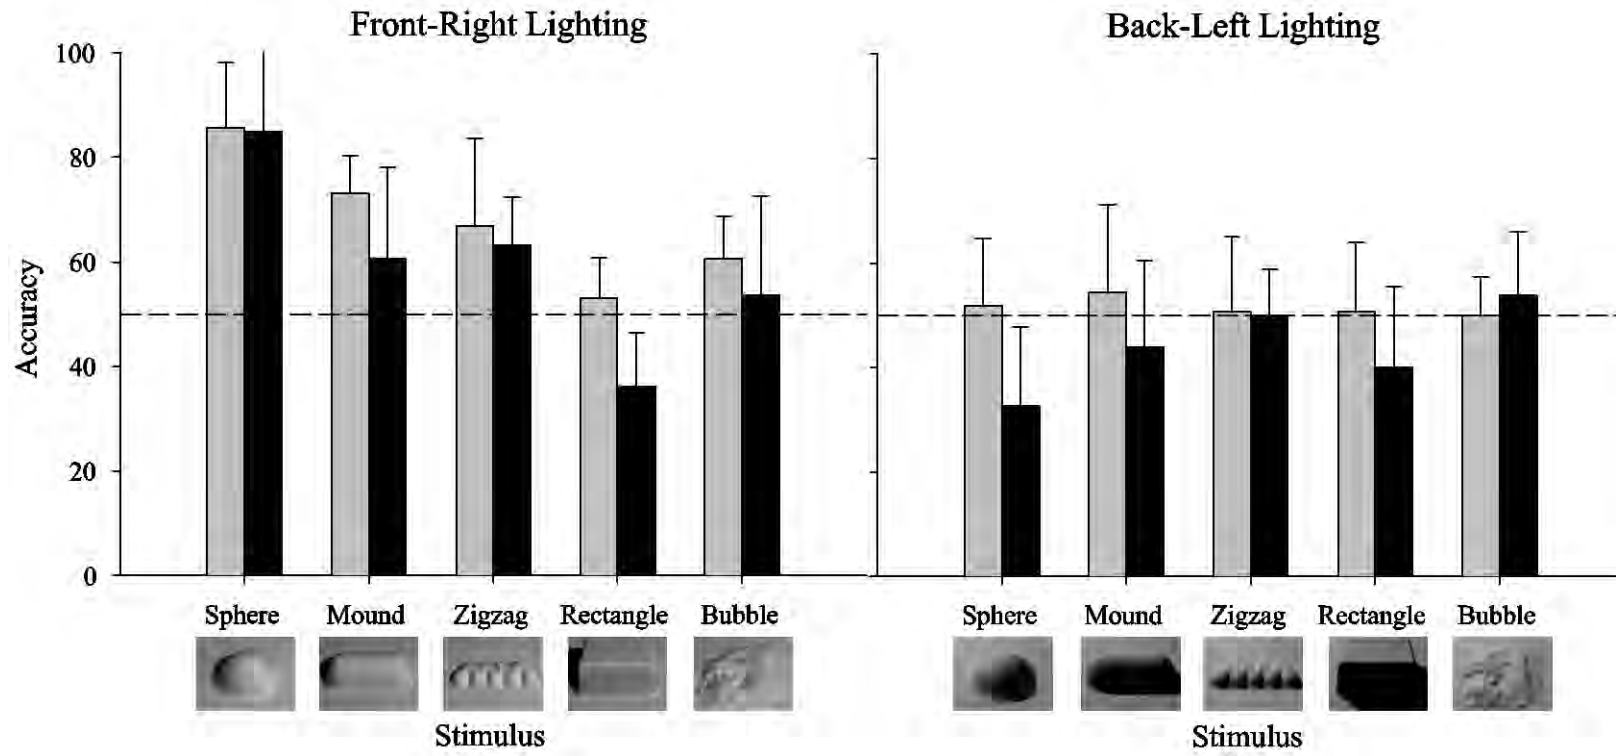 Front-Right Lighting
Back-Left Lighting
Accuracy
100
80
60
40
20
0
Sphere Mound Zigzag Rectangle Bubble
Sphere Mound Zigzag Rectangle Bubble
Stimulus
Stimulus